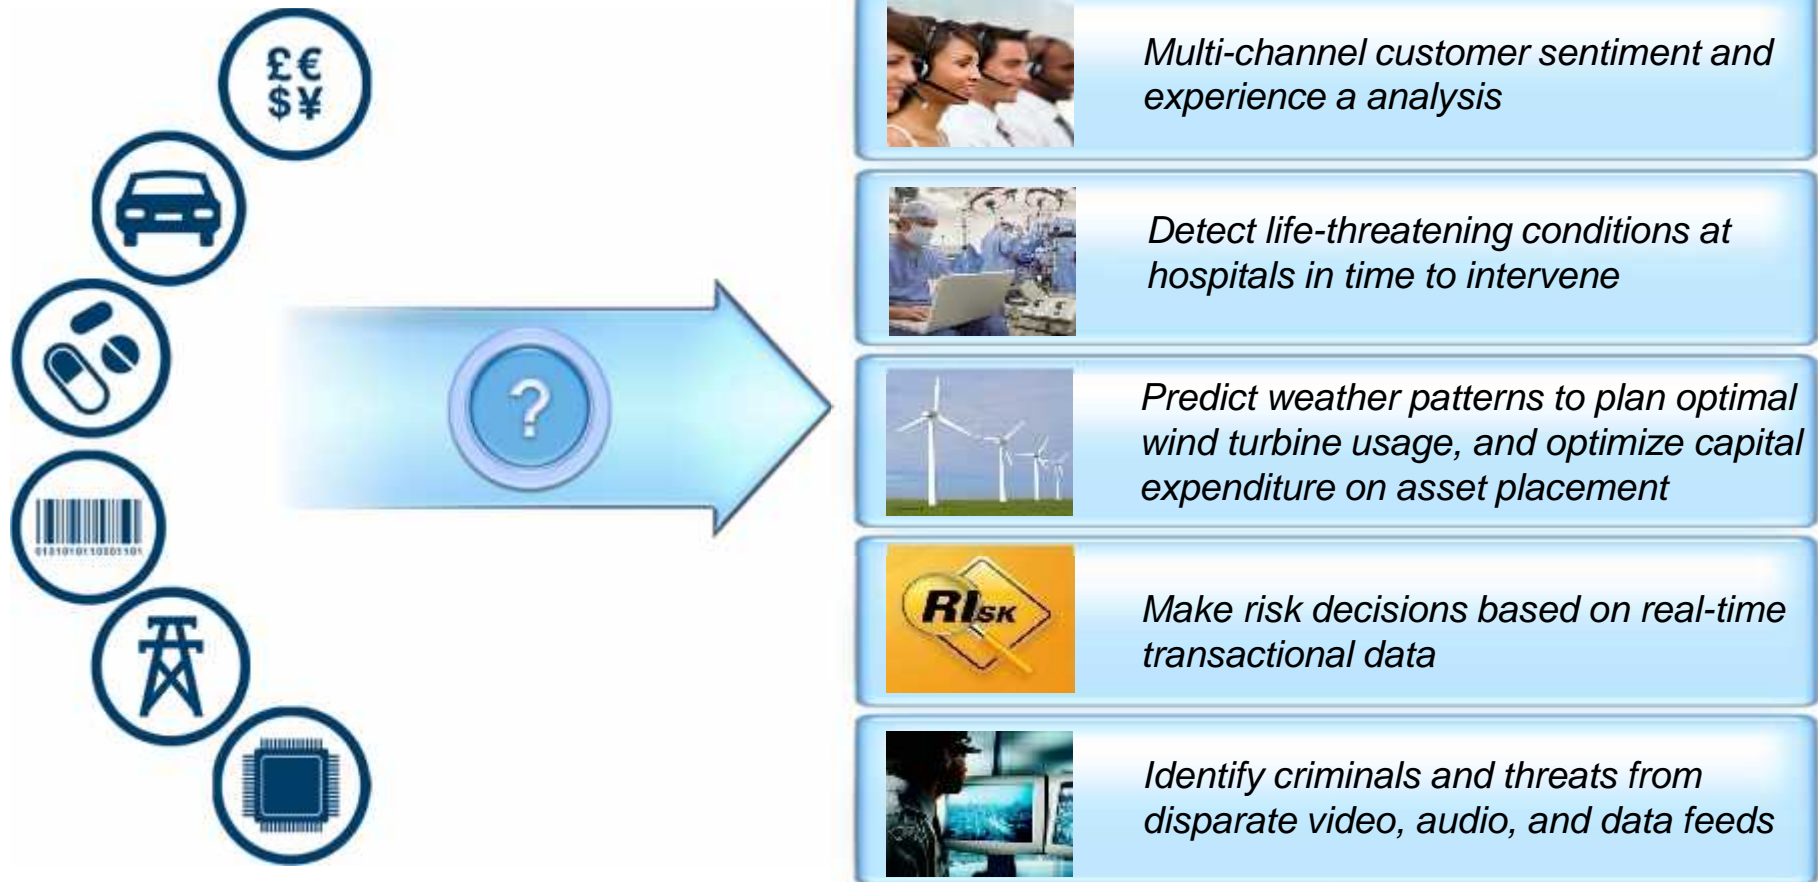 £€
$¥
?
Multi-channel customer sentiment and
experience a analysis
Detect life-threatening conditions at
hospitals in time to intervene
Predict weather patterns to plan optimal
wind turbine usage, and optimize capital
expenditure on asset placement
RISK
Make risk decisions based on real-time
transactional data
Identify criminals and threats from
disparate video, audio, and data feeds